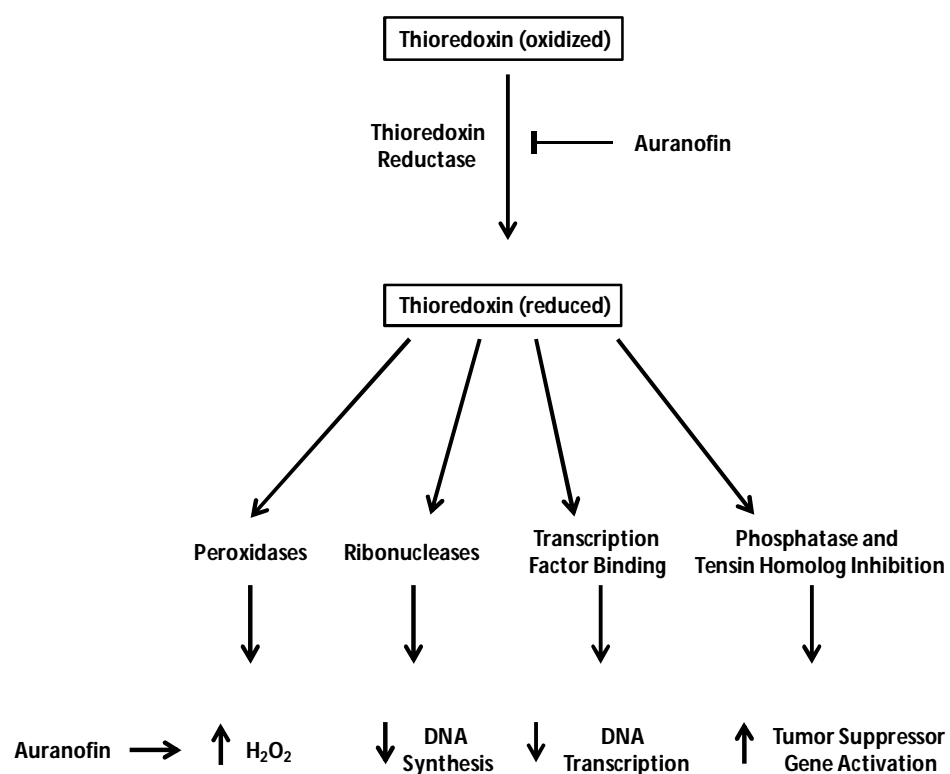 Thioredoxin (oxidized)
Thioredoxin
Reductase
Auranofin
Thioredoxin (reduced)
Peroxidases
Ribonucleases
Transcription
Factor Binding
Phosphatase and
Tensin Homolog Inhibition
Auranofin
H₂O₂
DNA
Synthesis
DNA
Transcription
Tumor Suppressor
Gene Activation